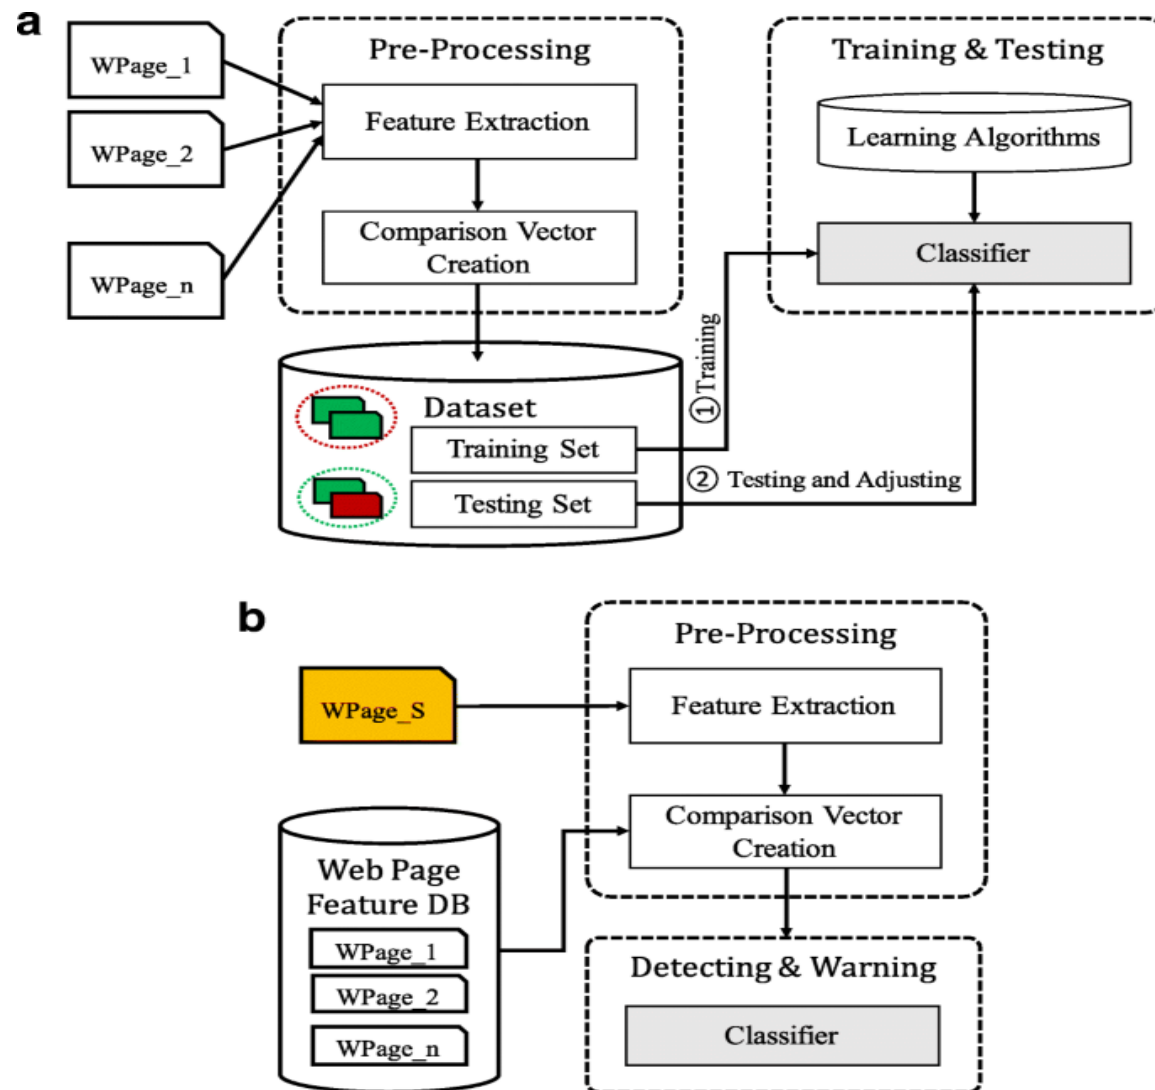 a
WPage_1
WPage_2
WPage_n
Pre-Processing
Feature Extraction
Comparison Vector
Creation
Training & Testing
Learning Algorithms
Classifier
Dataset
Training Set
Testing Set
① Training
② Testing and Adjusting
b
WPage_S
Pre-Processing
Feature Extraction
Comparison Vector
Creation
Web Page
Feature DB
WPage_1
WPage_2
WPage_n
Detecting & Warning
Classifier